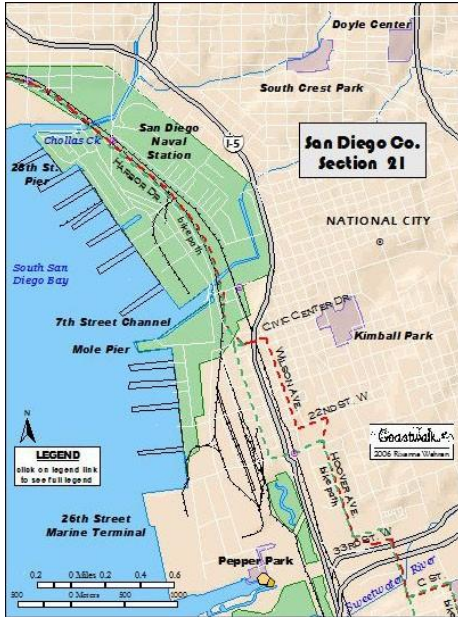 Doyle Center
South Crest Park
San Diego
Naval
Station
I-5
San Diego Co.
Section 21
Chollas Ck
28th St.
Pier
HARBOR DR.
bike path
NATIONAL CITY
South San
Diego Bay
CIVIC CENTER DR.
7th Street Channel
Kimball Park
Mole Pier
WILSON AVE.
22ND ST. W
N
Coastwalk
2006 Rixanne Wehren
LEGEND
click on legend link
to see full legend
HOOVER AVE.
bike path
26th Street
Marine Terminal
33RD ST. W
Pepper Park
0.2 0 Miles 0.2 0.4 0.6
500 0 Meters 500 1000
Sweetwater River
C ST
bike